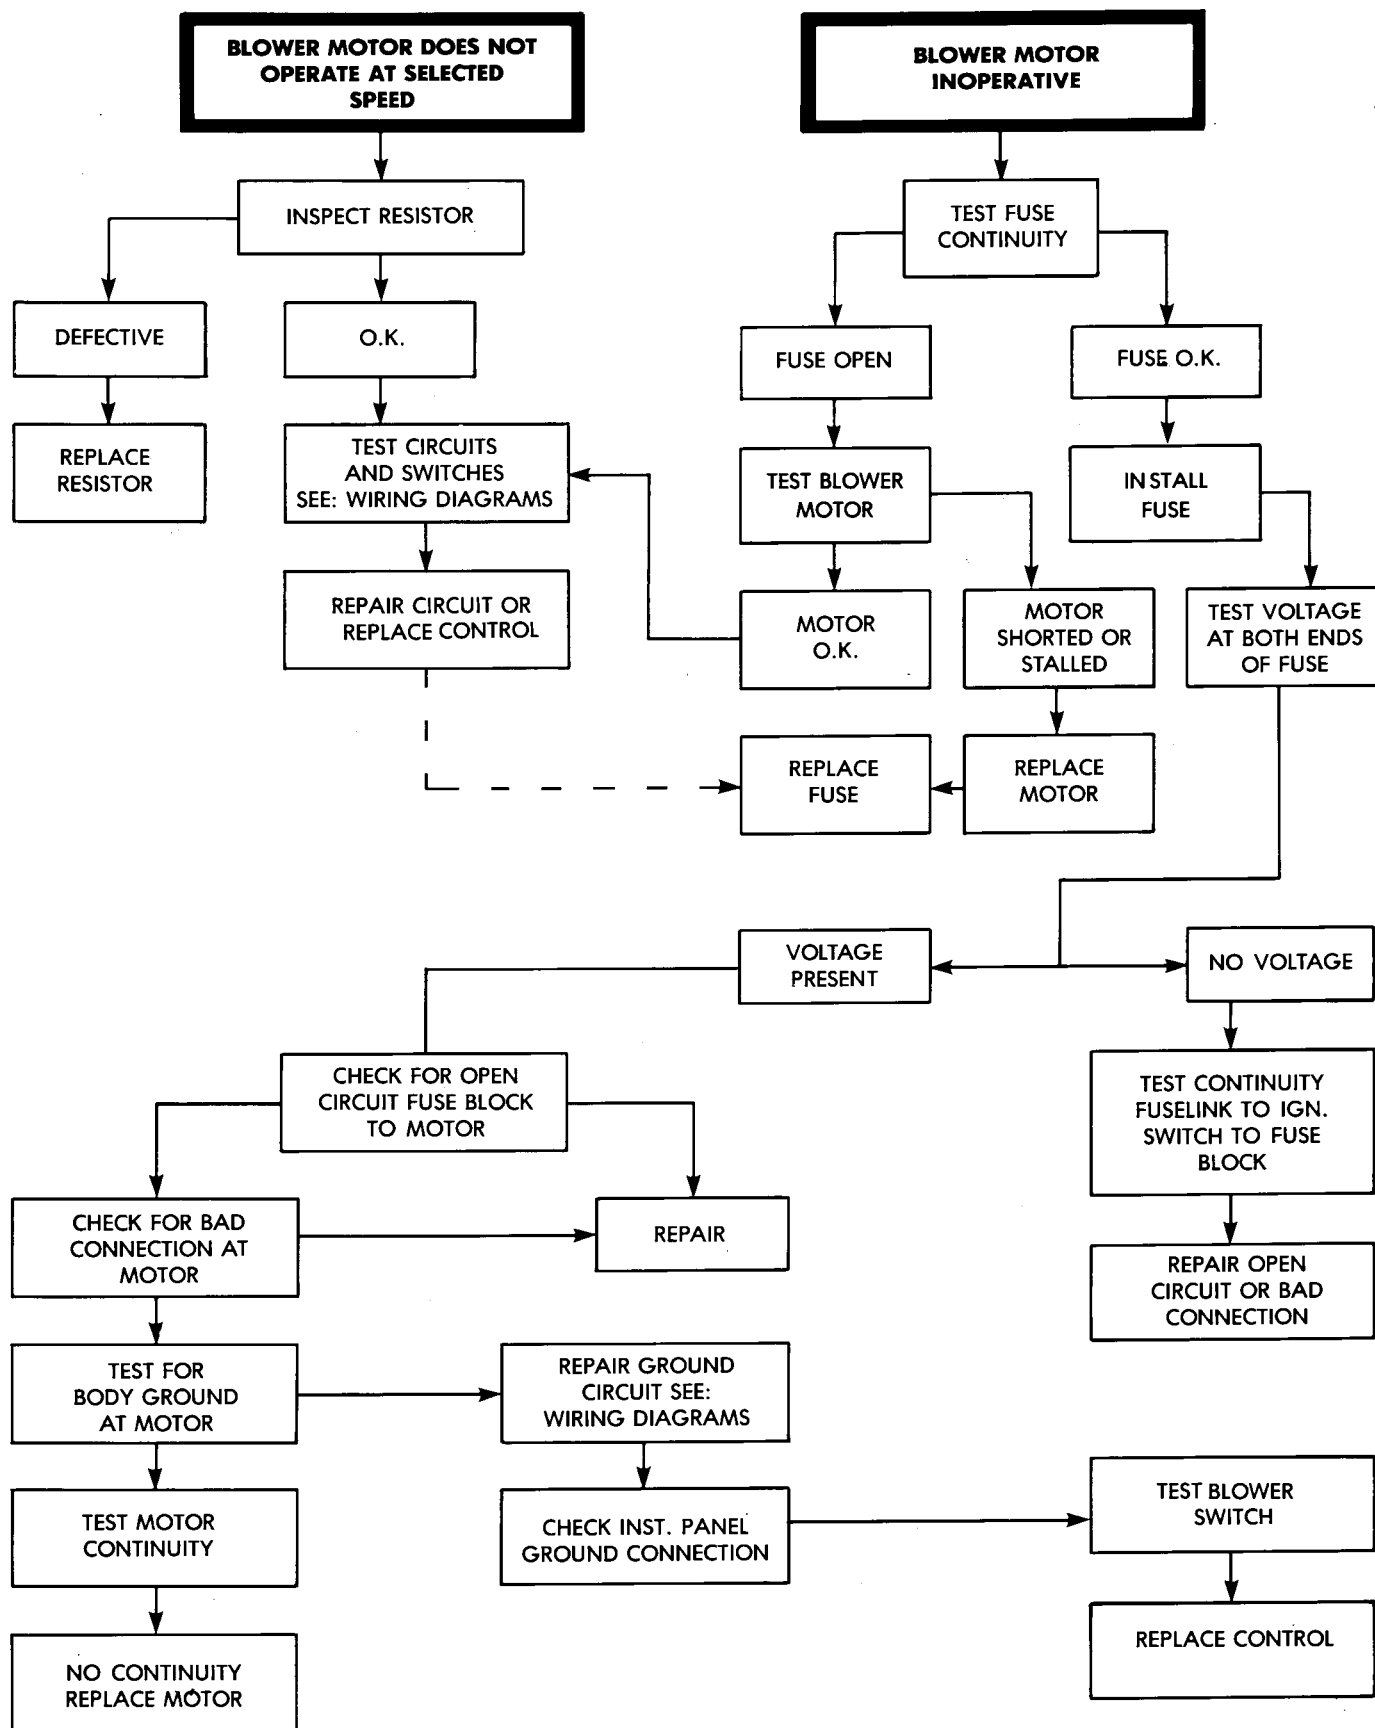 BLOWER MOTOR DOES NOT
OPERATE AT SELECTED
SPEED
BLOWER MOTOR
INOPERATIVE
INSPECT RESISTOR
TEST FUSE
CONTINUITY
DEFECTIVE
O.K.
FUSE OPEN
FUSE O.K.
REPLACE
RESISTOR
TEST CIRCUITS
AND SWITCHES
SEE: WIRING DIAGRAMS
TEST BLOWER
MOTOR
INSTALL
FUSE
REPAIR CIRCUIT OR
REPLACE CONTROL
MOTOR
O.K.
MOTOR
SHORTED OR
STALLED
TEST VOLTAGE
AT BOTH ENDS
OF FUSE
REPLACE
FUSE
REPLACE
MOTOR
VOLTAGE
PRESENT
NO VOLTAGE
CHECK FOR OPEN
CIRCUIT FUSE BLOCK
TO MOTOR
TEST CONTINUITY
FUSELINK TO IGN.
SWITCH TO FUSE
BLOCK
CHECK FOR BAD
CONNECTION AT
MOTOR
REPAIR
REPAIR OPEN
CIRCUIT OR BAD
CONNECTION
TEST FOR
BODY GROUND
AT MOTOR
REPAIR GROUND
CIRCUIT SEE:
WIRING DIAGRAMS
TEST MOTOR
CONTINUITY
CHECK INST. PANEL
GROUND CONNECTION
TEST BLOWER
SWITCH
NO CONTINUITY
REPLACE MOTOR
REPLACE CONTROL